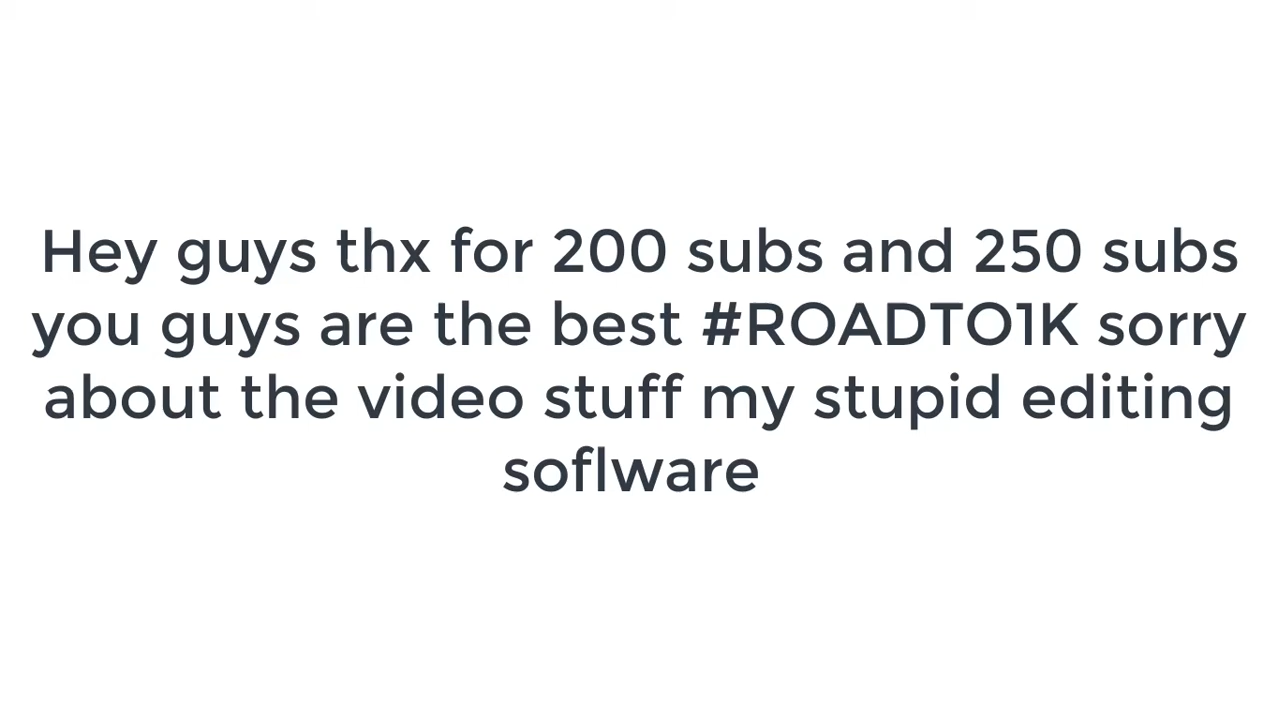 Hey guys thx for 200 subs and 250 subs
you guys are the best #ROADTO1K sorry
about the video stuff my stupid editing
soflware